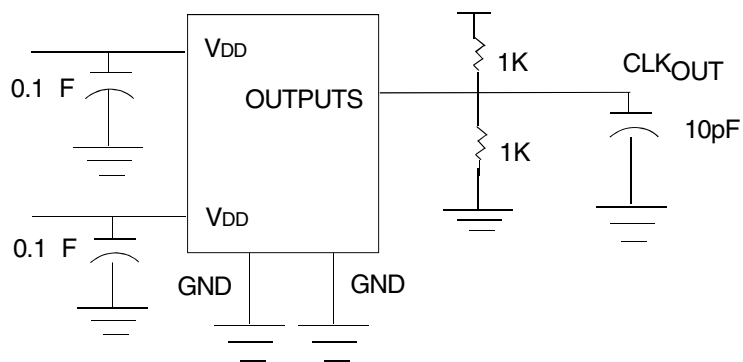 VDD
0.1 F
OUTPUTS
1K
CLKOUT
10pF
1K
VDD
0.1 F
GND
GND